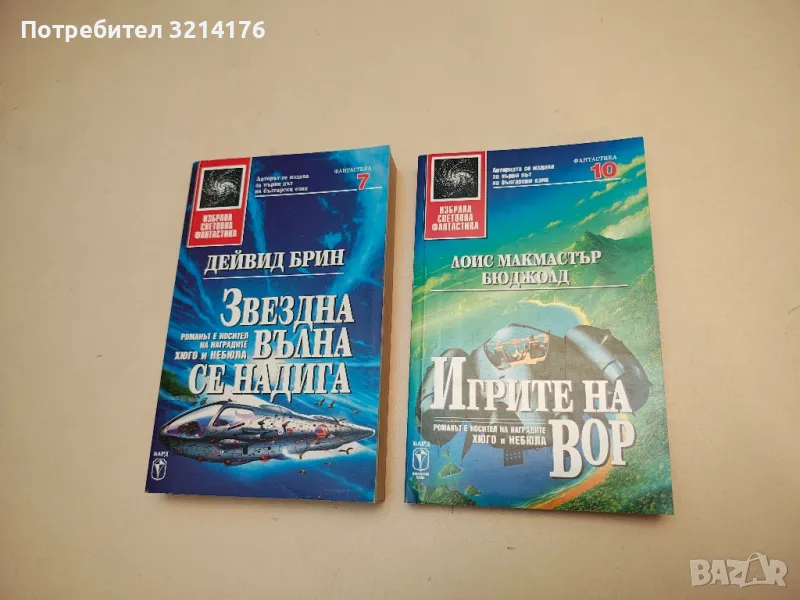 Потребител 3214176
ИЗБРАНА
СВЕТОВНА
ФАНТАСТИКА
Авторът се издава
за първи път
на български език
ФАНТАСТИКА
7
ДЕЙВИД БРИН
ЗВЕЗДНА
ВЪЛНА
СЕ НАДИГА
РОМАНЪТ Е НОСИТЕЛ
НА НАГРАДИТЕ
ХЮГО и НЕБЮЛА
БАРД
ИЗБРАНА
СВЕТОВНА
ФАНТАСТИКА
Авторката се издава
за първи път
на български език
ФАНТАСТИКА
10
ЛОИС МАКМАСТЪР
БЮДЖОЛД
ИГРИТЕ НА
ВОР
РОМАНЪТ Е НОСИТЕЛ НА НАГРАДИТЕ
ХЮГО и НЕБЮЛА
БАРД
BAZAR